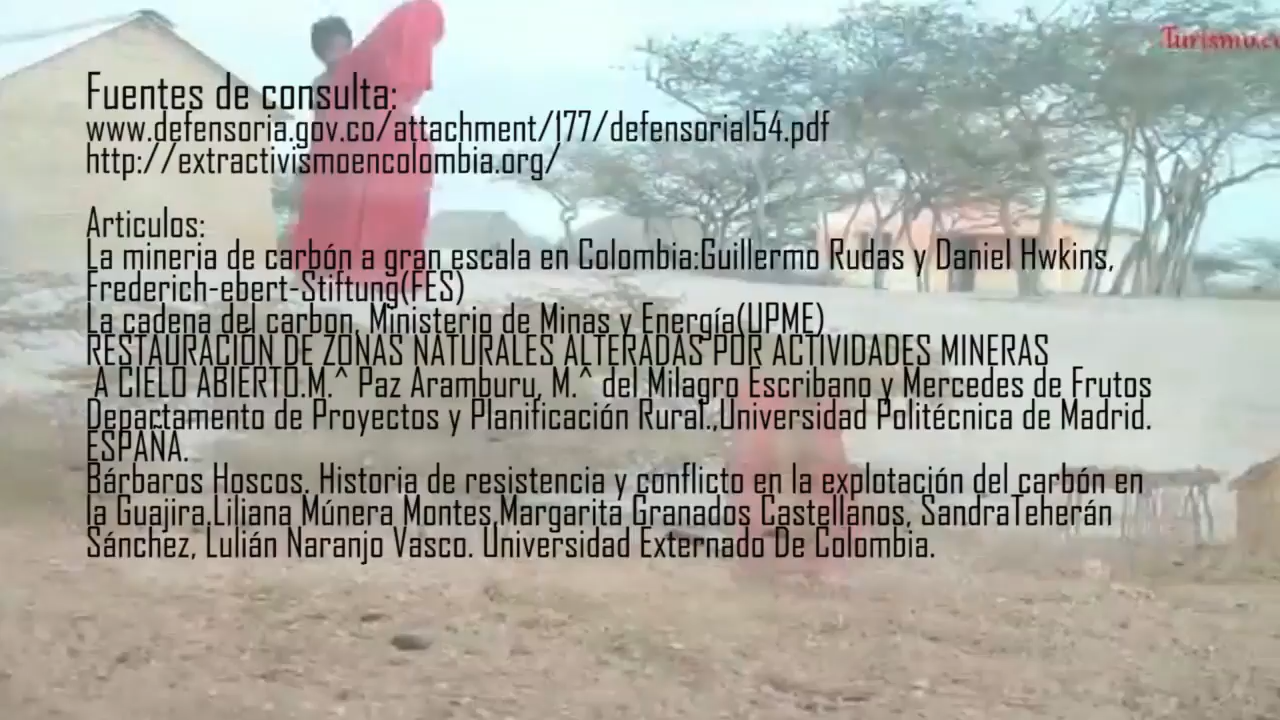 Turismo.co
Fuentes de consulta:
www.defensoria.gov.co/attachment/177/defensorial54.pdf
http://extractivismoencolombia.org/
Articulos:
La mineria de carbón a gran escala en Colombia:Guillermo Rudas y Daniel Hwkins,
Frederich-ebert-Stiftung(FES)
La cadena del carbon, Ministerio de Minas y Energía(UPME)
RESTAURACIÓN DE ZONAS NATURALES ALTERADAS POR ACTIVIDADES MINERAS
A CIELO ABIERTO.M.^ Paz Aramburu, M.^ del Milagro Escribano y Mercedes de Frutos
Departamento de Proyectos y Planificación Rural.,Universidad Politécnica de Madrid.
ESPAÑA.
Bárbaros Hoscos. Historia de resistencia y conflicto en la explotación del carbón en
la Guajira.Liliana Múnera Montes,Margarita Granados Castellanos, SandraTeherán
Sánchez, Lulián Naranjo Vasco. Universidad Externado De Colombia.